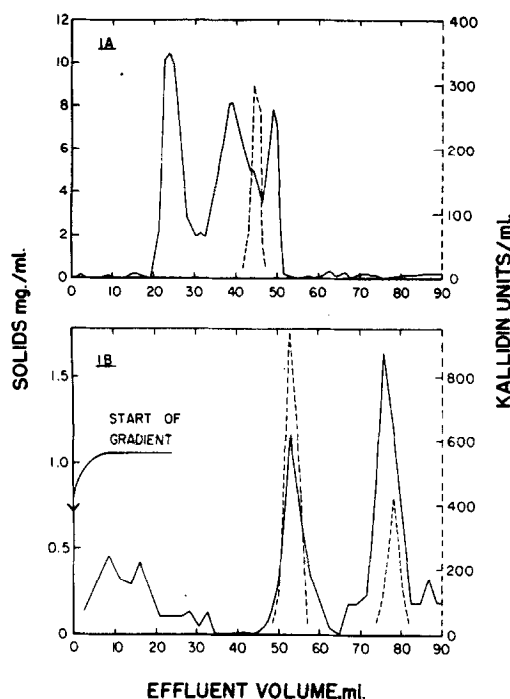 1A
12
10
8
6
4
2
0
400
300
200
100
0
0 10 20 30 40 50 60 70 80 90
SOLIDS mg./ml.
KALLIDIN UNITS/ml.
1B
START OF
GRADIENT
1.5
1.0
0.5
0
800
600
400
200
0
0 10 20 30 40 50 60 70 80 90
EFFLUENT VOLUME,ml.